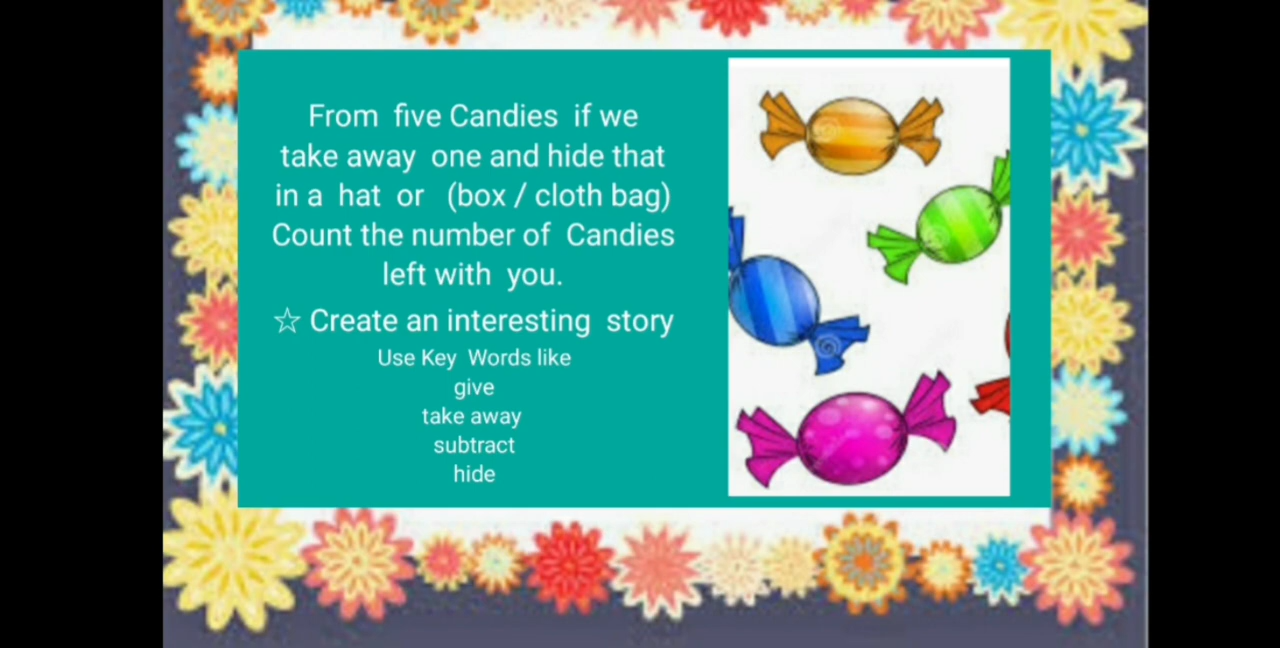 From five Candies if we
take away one and hide that
in a hat or (box / cloth bag)
Count the number of Candies
left with you.
☆ Create an interesting story
Use Key Words like
give
take away
subtract
hide